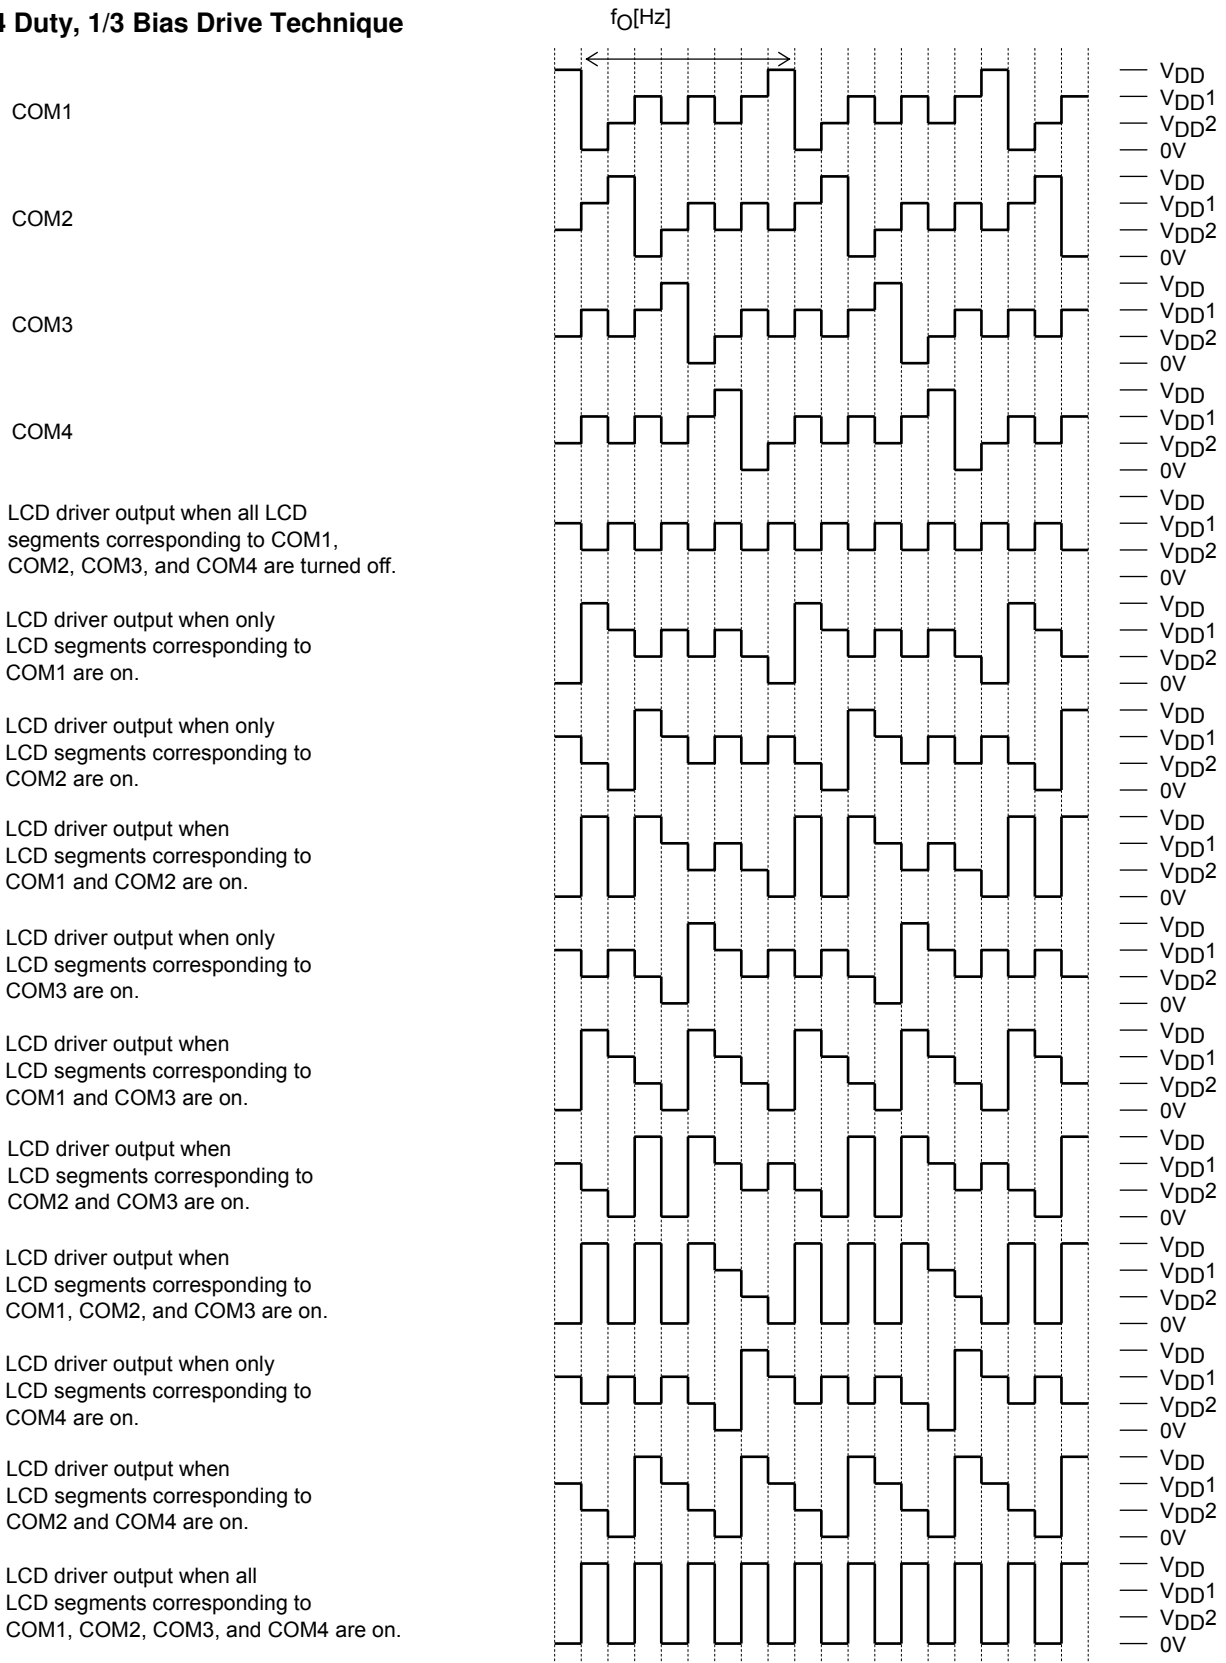 4 Duty, 1/3 Bias Drive Technique
fO[Hz]
COM1
VDD
VDD1
VDD2
0V
COM2
VDD
VDD1
VDD2
0V
COM3
VDD
VDD1
VDD2
0V
COM4
VDD
VDD1
VDD2
0V
LCD driver output when all LCD
segments corresponding to COM1,
COM2, COM3, and COM4 are turned off.
VDD
VDD1
VDD2
0V
LCD driver output when only
LCD segments corresponding to
COM1 are on.
VDD
VDD1
VDD2
0V
LCD driver output when only
LCD segments corresponding to
COM2 are on.
VDD
VDD1
VDD2
0V
LCD driver output when
LCD segments corresponding to
COM1 and COM2 are on.
VDD
VDD1
VDD2
0V
LCD driver output when only
LCD segments corresponding to
COM3 are on.
VDD
VDD1
VDD2
0V
LCD driver output when
LCD segments corresponding to
COM1 and COM3 are on.
VDD
VDD1
VDD2
0V
LCD driver output when
LCD segments corresponding to
COM2 and COM3 are on.
VDD
VDD1
VDD2
0V
LCD driver output when
LCD segments corresponding to
COM1, COM2, and COM3 are on.
VDD
VDD1
VDD2
0V
LCD driver output when only
LCD segments corresponding to
COM4 are on.
VDD
VDD1
VDD2
0V
LCD driver output when
LCD segments corresponding to
COM2 and COM4 are on.
VDD
VDD1
VDD2
0V
LCD driver output when all
LCD segments corresponding to
COM1, COM2, COM3, and COM4 are on.
VDD
VDD1
VDD2
0V